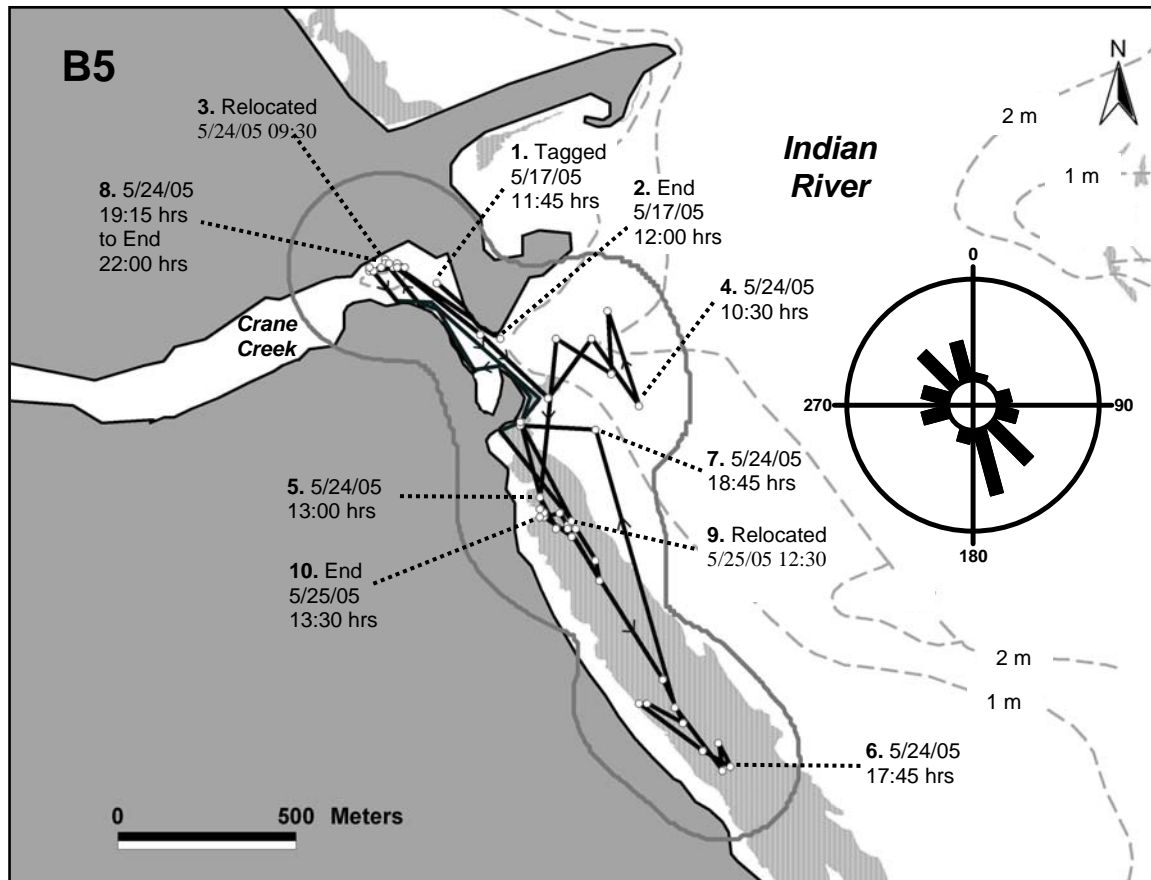 B5
N
3. Relocated
5/24/05 09:30
1. Tagged
5/17/05
11:45 hrs
2. End
5/17/05
12:00 hrs
Indian
River
2 m
1 m
8. 5/24/05
19:15 hrs
to End
22:00 hrs
4. 5/24/05
10:30 hrs
Crane
Creek
0
270
90
180
7. 5/24/05
18:45 hrs
5. 5/24/05
13:00 hrs
9. Relocated
5/25/05 12:30
10. End
5/25/05
13:30 hrs
2 m
1 m
6. 5/24/05
17:45 hrs
0 500 Meters